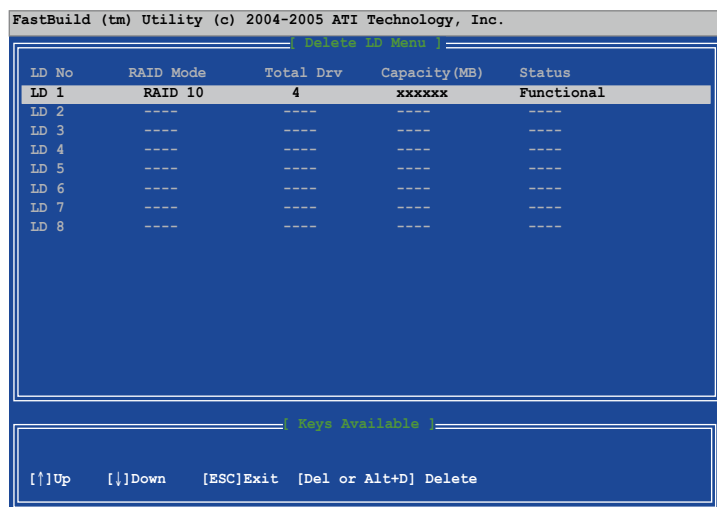 FastBuild (tm) Utility (c) 2004-2005 ATI Technology, Inc.
[ Delete LD Menu ]
LD No RAID Mode Total Drv Capacity(MB) Status
LD 1 RAID 10 4 xxxxxx Functional
LD 2 ---- ---- ---- ----
LD 3 ---- ---- ---- ----
LD 4 ---- ---- ---- ----
LD 5 ---- ---- ---- ----
LD 6 ---- ---- ---- ----
LD 7 ---- ---- ---- ----
LD 8 ---- ---- ---- ----
[ Keys Available ]
[↑]Up [↓]Down [ESC]Exit [Del or Alt+D] Delete